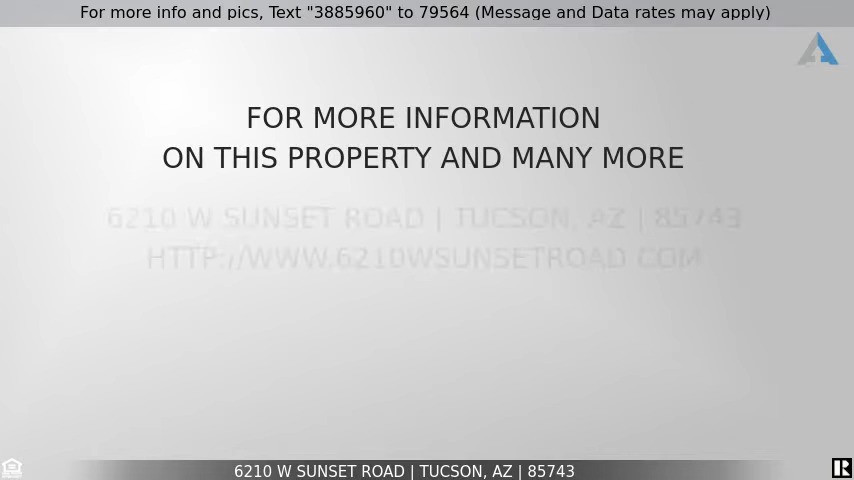 For more info and pics, Text "3885960" to 79564 (Message and Data rates may apply)
FOR MORE INFORMATION
ON THIS PROPERTY AND MANY MORE
6210 W SUNSET ROAD | TUCSON, AZ | 85743
HTTP://WWW.6210WSUNSETROAD.COM
6210 W SUNSET ROAD | TUCSON, AZ | 85743